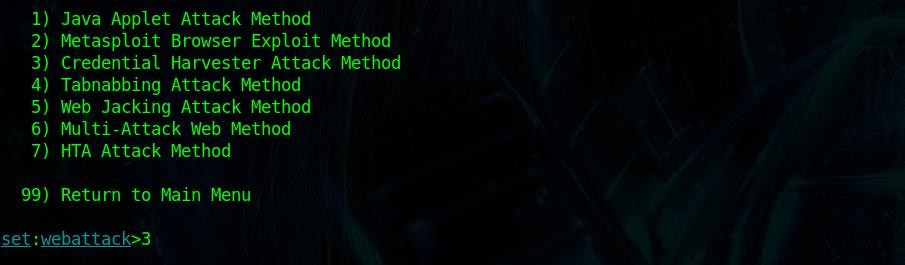 1) Java Applet Attack Method
2) Metasploit Browser Exploit Method
3) Credential Harvester Attack Method
4) Tabnabbing Attack Method
5) Web Jacking Attack Method
6) Multi-Attack Web Method
7) HTA Attack Method
99) Return to Main Menu
set:webattack>3